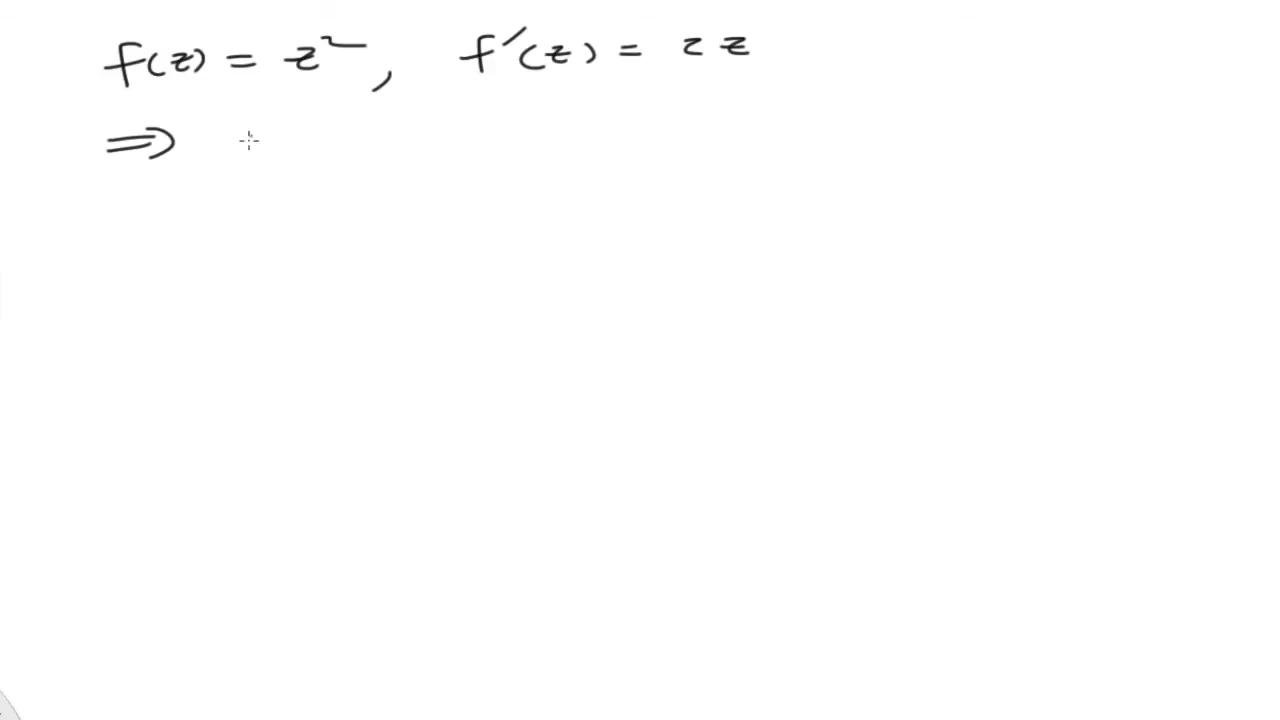 f(z) = z², f′(z) = 2z
⇒